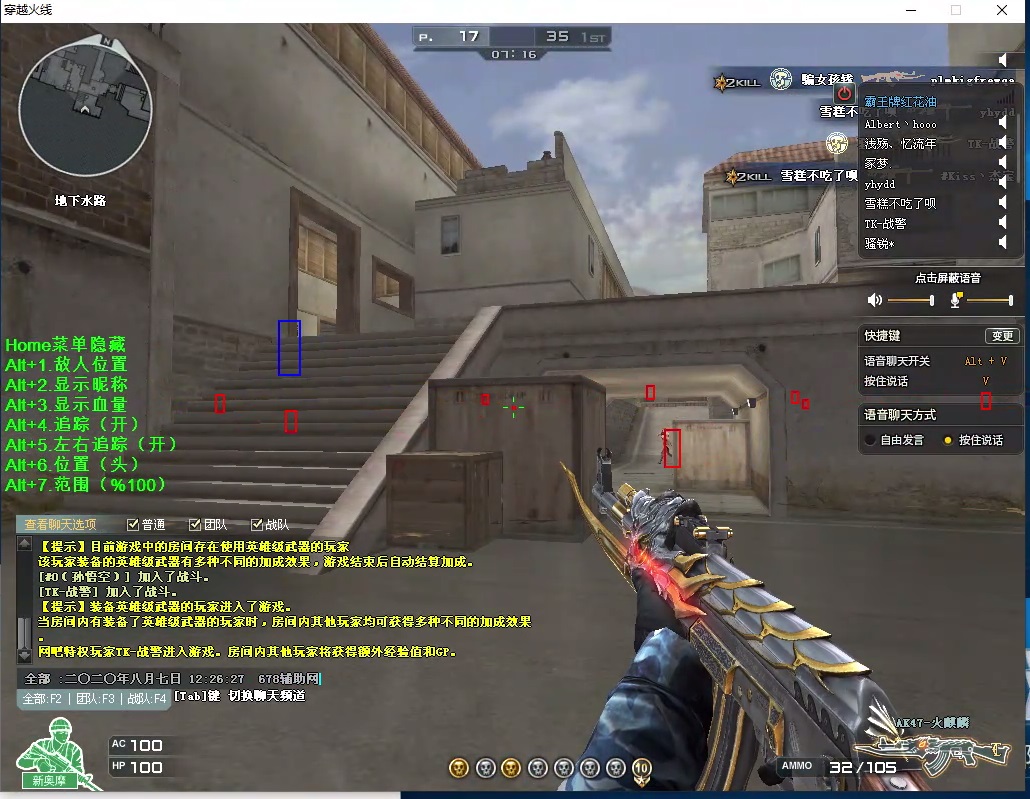 穿越火线
P. 17 35 1ST
07:16
N
2KILL 骗女孩钱
plmkigfrewqa
霸王牌红花油
雪糕不
yhydd
Albert丶hooo
浅殇、忆流年
TK-战警
冢梦.
2KILL 雪糕不吃了呗
#Kiss丶杰
yhydd
地下水路
雪糕不吃了呗
TK-战警
骚锐*
点击屏蔽语音
快捷键 变更
语音聊天开关 Alt + V
按住说话 V
语音聊天方式
自由发言 按住说话
Home菜单隐藏
Alt+1.敌人位置
Alt+2.显示昵称
Alt+3.显示血量
Alt+4.追踪（开）
Alt+5.左右追踪（开）
Alt+6.位置（头）
Alt+7.范围（%100）
查看聊天选项 普通 团队 战队
【提示】目前游戏中的房间存在使用英雄级武器的玩家
该玩家装备的英雄级武器有多种不同的加成效果，游戏结束后自动结算加成。
[#0(孙悟空)] 加入了战斗。
[TK-战警] 加入了战斗。
【提示】装备英雄级武器的玩家进入了游戏。
当房间内有装备了英雄级武器的玩家时，房间内其他玩家均可获得多种不同的加成效果
。
网吧特权玩家TK-战警进入游戏。房间内其他玩家将获得额外经验值和GP。
全部 :二〇二〇年八月七日 12:26:27 678辅助网
全部:F2 | 团队:F3 | 战队:F4 [Tab]键 切换聊天频道
AK47-火麒麟
AC 100
HP 100
新奥摩
10
AMMO 32/105